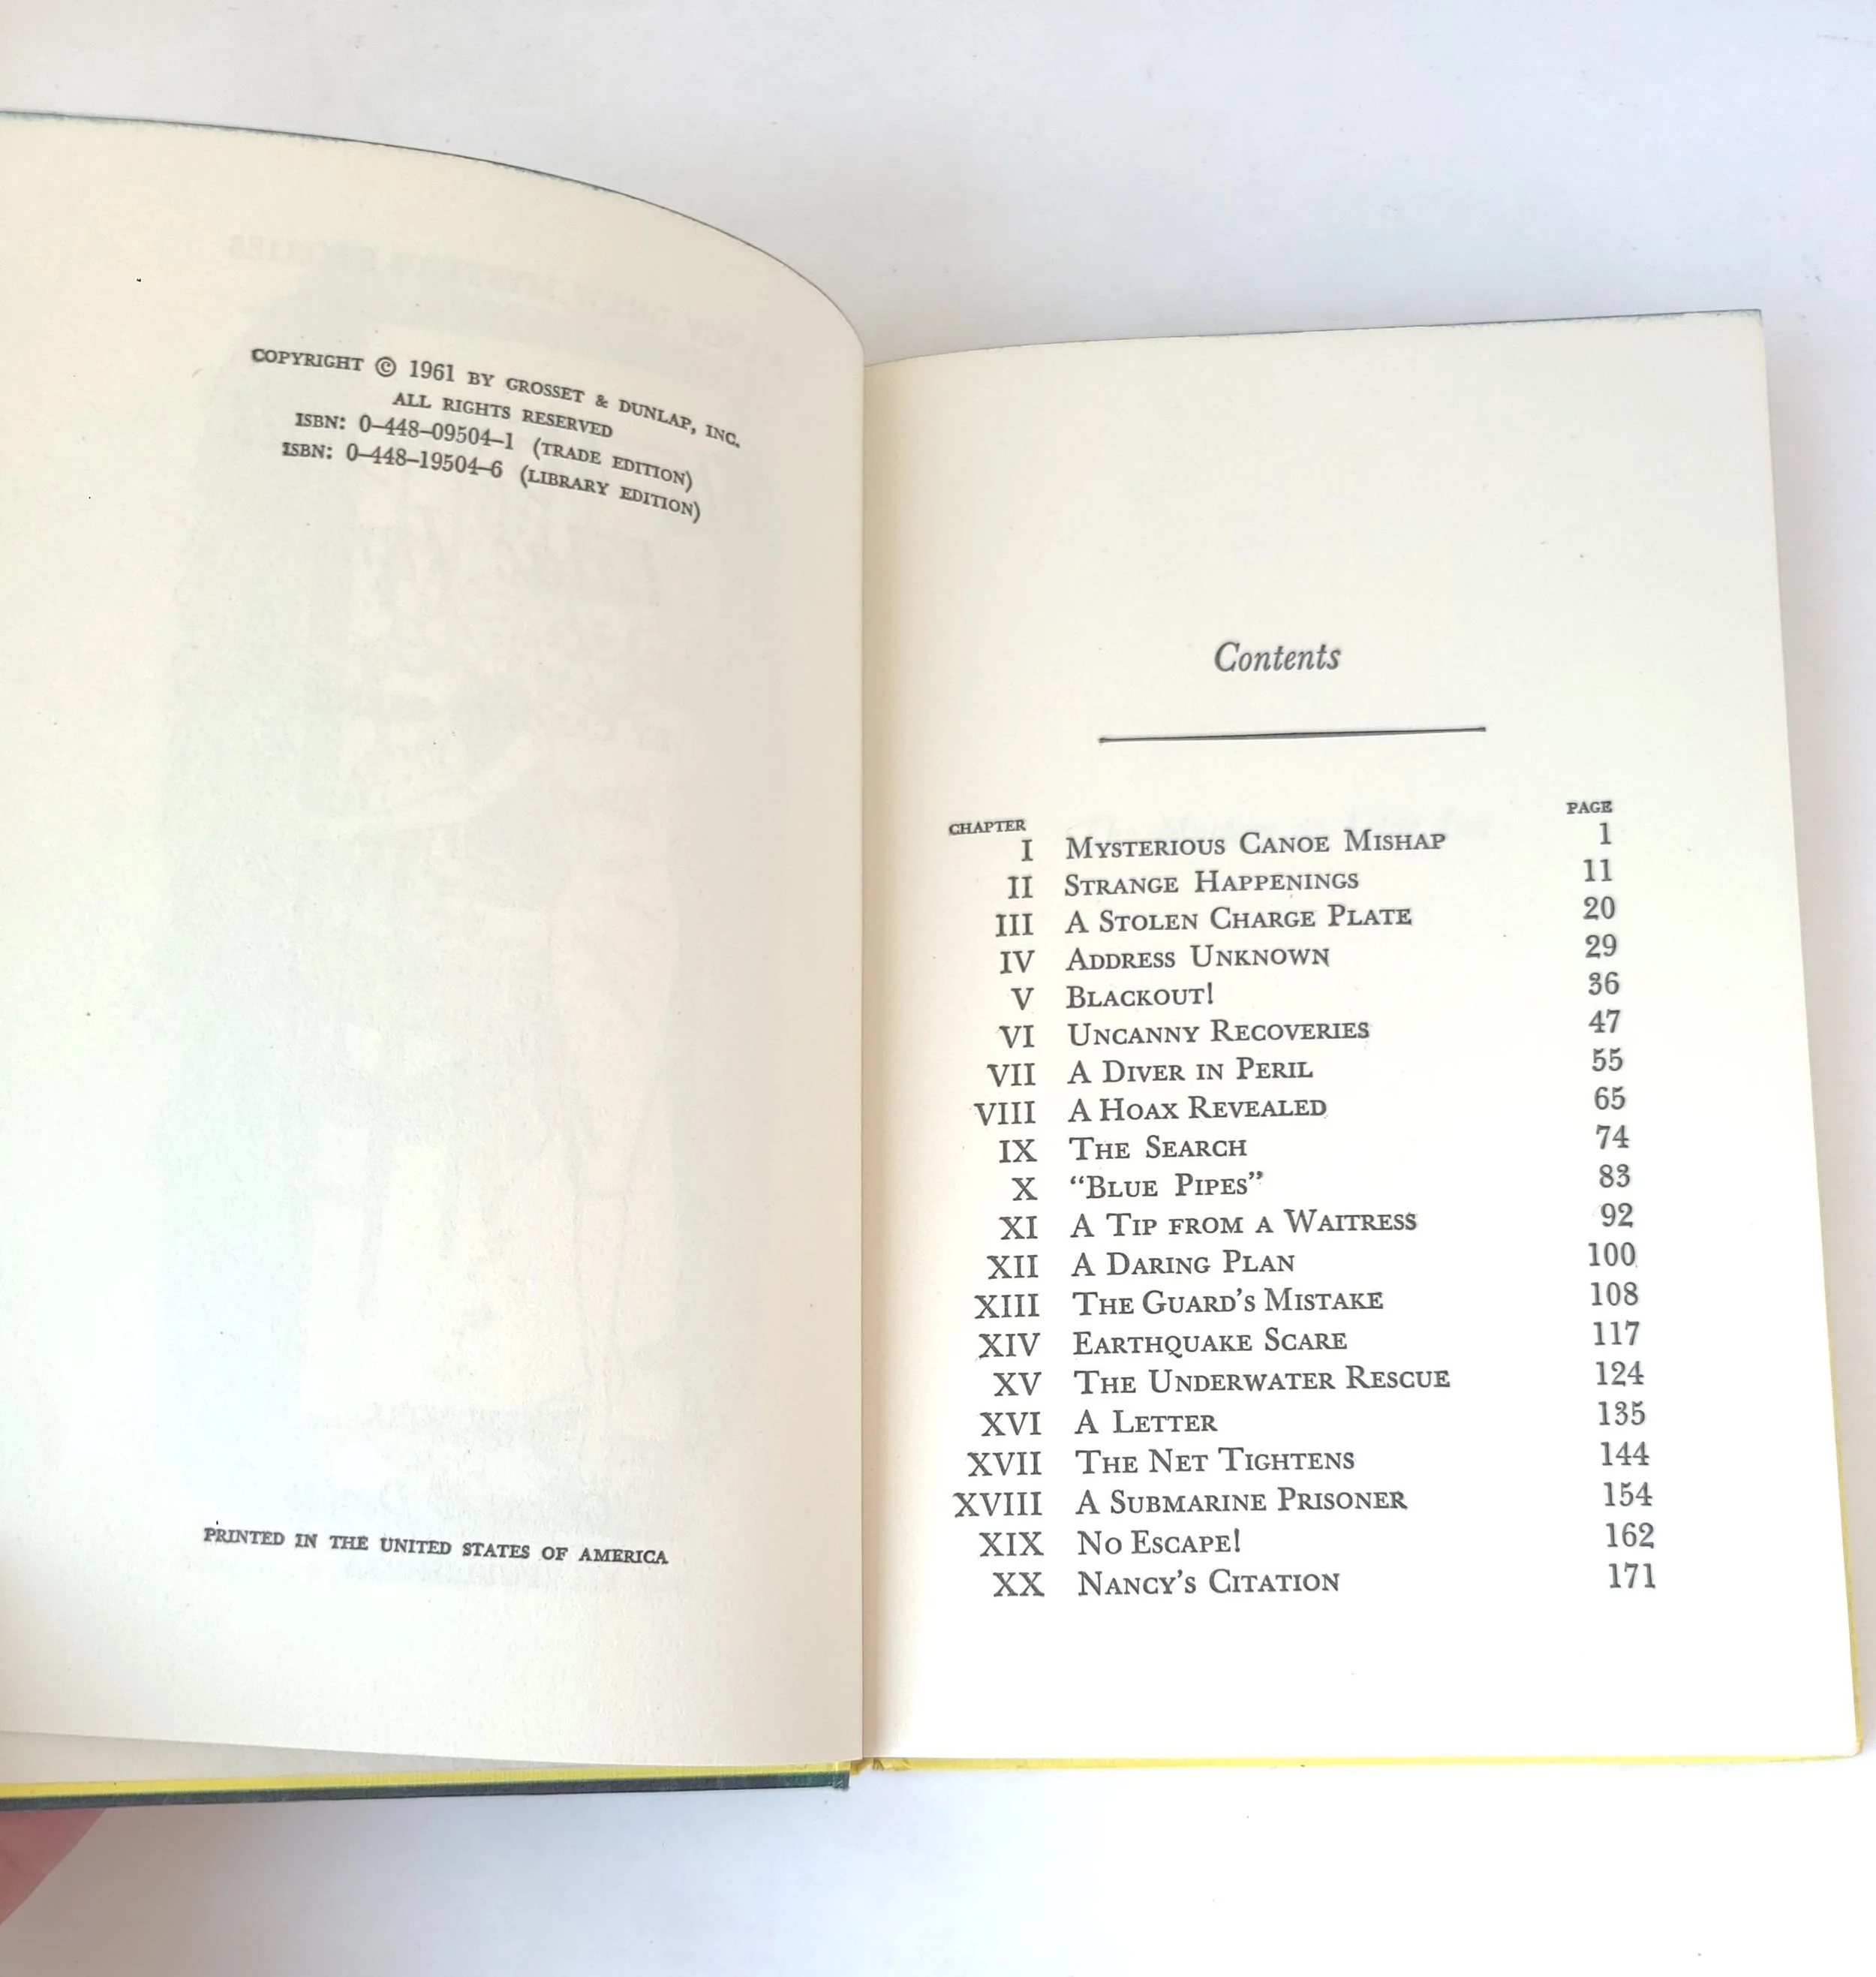 COPYRIGHT © 1961 BY GROSSET & DUNLAP, INC.
ALL RIGHTS RESERVED
ISBN: 0–448–09504–1 (TRADE EDITION)
ISBN: 0–448–19504–6 (LIBRARY EDITION)
PRINTED IN THE UNITED STATES OF AMERICA
Contents
CHAPTER PAGE
I MYSTERIOUS CANOE MISHAP 1
II STRANGE HAPPENINGS 11
III A STOLEN CHARGE PLATE 20
IV ADDRESS UNKNOWN 29
V BLACKOUT! 36
VI UNCANNY RECOVERIES 47
VII A DIVER IN PERIL 55
VIII A HOAX REVEALED 65
IX THE SEARCH 74
X “BLUE PIPES” 83
XI A TIP FROM A WAITRESS 92
XII A DARING PLAN 100
XIII THE GUARD’S MISTAKE 108
XIV EARTHQUAKE SCARE 117
XV THE UNDERWATER RESCUE 124
XVI A LETTER 135
XVII THE NET TIGHTENS 144
XVIII A SUBMARINE PRISONER 154
XIX NO ESCAPE! 162
XX NANCY’S CITATION 171